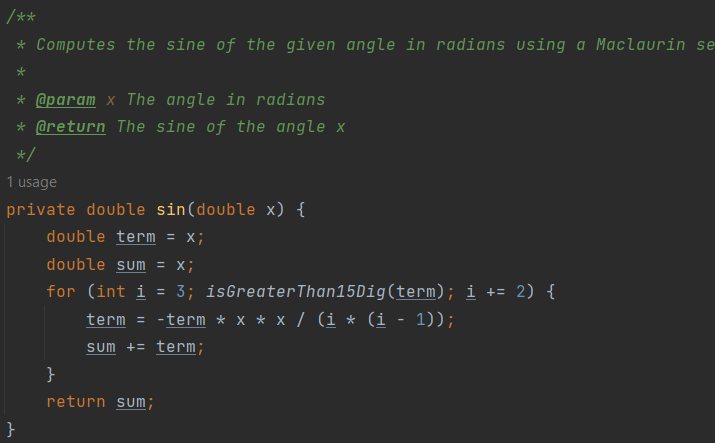 /**
* Computes the sine of the given angle in radians using a Maclaurin se
*
* @param x The angle in radians
* @return The sine of the angle x
*/
1 usage
private double sin(double x) {
double term = x;
double sum = x;
for (int i = 3; isGreaterThan15Dig(term); i += 2) {
term = -term * x * x / (i * (i - 1));
sum += term;
}
return sum;
}